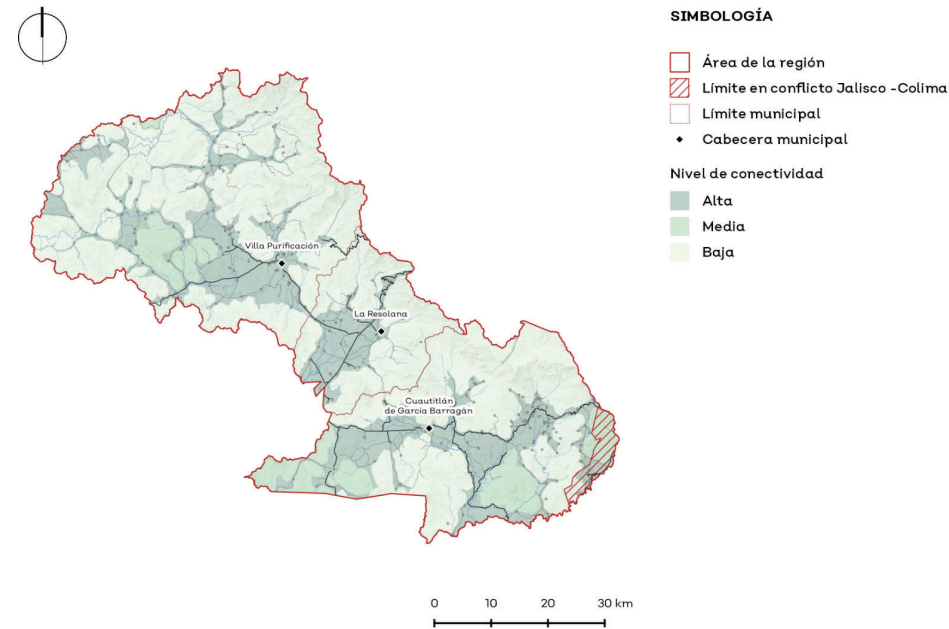 SIMBOLOGÍA
Área de la región
Límite en conflicto Jalisco -Colima
Límite municipal
Cabecera municipal
Nivel de conectividad
Alta
Media
Baja
Villa Purificación
La Resolana
Cuautitlán
de García Barragán
0 10 20 30 km